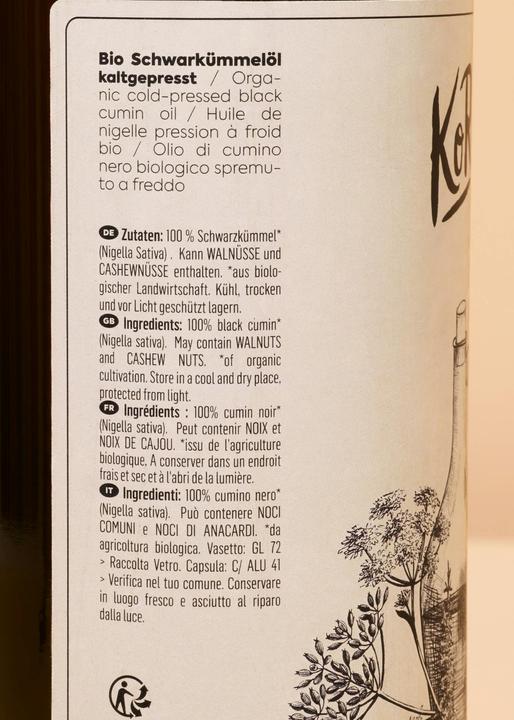 Bio Schwarkümmelöl
kaltgepresst / Orga-
nic cold-pressed black
cumin oil / Huile de
nigelle pression à froid
bio / Olio di cumino
nero biologico spremu-
to a freddo
DE Zutaten: 100 % Schwarzkümmel*
(Nigella Sativa) . Kann WALNÜSSE und
CASHEWNÜSSE enthalten. *aus biolo-
gischer Landwirtschaft. Kühl, trocken
und vor Licht geschützt lagern.
GB Ingredients: 100% black cumin*
(Nigella sativa). May contain WALNUTS
and CASHEW NUTS. *of organic
cultivation. Store in a cool and dry place,
protected from light.
FR Ingrédients : 100% cumin noir*
(Nigella sativa). Peut contenir NOIX et
NOIX DE CAJOU. *issu de l'agriculture
biologique. A conserver dans un endroit
frais et sec et à l'abri de la lumière.
IT Ingredienti: 100% cumino nero*
(Nigella sativa). Può contenere NOCI
COMUNI e NOCI DI ANACARDI. *da
agricoltura biologica. Vasetto: GL 72
> Raccolta Vetro. Capsula: C/ ALU 41
> Verifica nel tuo comune. Conservare
in luogo fresco e asciutto al riparo
dalla luce.